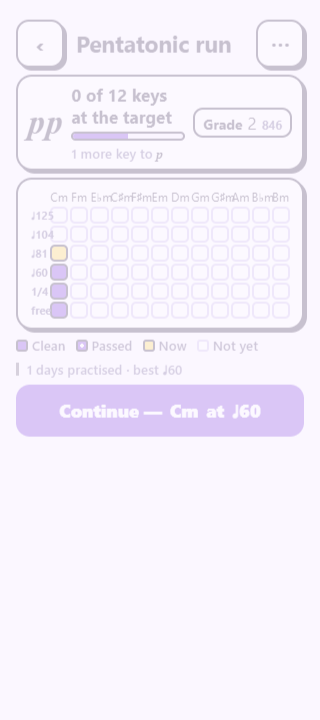 ‹ Pentatonic run ···
pp 0 of 12 keys
at the target
Grade 2 846
1 more key to p
Cm Fm E♭m C♯m F♯m Em Dm Gm G♯m Am B♭m Bm
♩125
♩104
♩81
♩60
1/4
free
Clean Passed Now Not yet
1 days practised · best ♩60
Continue — Cm at ♩60